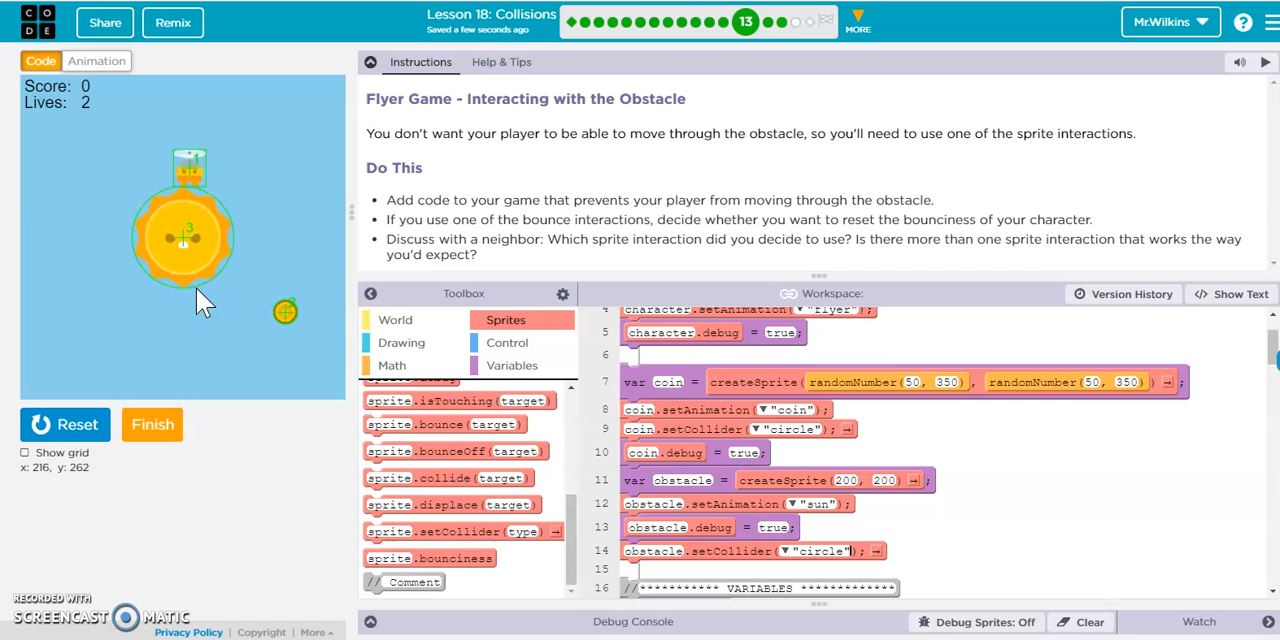 C O
D E
Share
Remix
Lesson 18: Collisions
Saved a few seconds ago
13
MORE
Mr.Wilkins
?
Code
Animation
Instructions
Help & Tips
Score: 0
Lives: 2
1
3
Flyer Game - Interacting with the Obstacle
You don't want your player to be able to move through the obstacle, so you'll need to use one of the sprite interactions.
Do This
• Add code to your game that prevents your player from moving through the obstacle.
• If you use one of the bounce interactions, decide whether you want to reset the bounciness of your character.
• Discuss with a neighbor: Which sprite interaction did you decide to use? Is there more than one sprite interaction that works the way
you'd expect?
Toolbox
Workspace:
Version History
</> Show Text
World
Sprites
Drawing
Control
Math
Variables
sprite.isTouching(target)
sprite.bounce(target)
sprite.bounceOff(target)
sprite.collide(target)
sprite.displace(target)
sprite.setCollider(type)
sprite.bounciness
// Comment
4 character.setAnimation("flyer");
5 character.debug = true;
6
7 var coin = createSprite(randomNumber(50, 350), randomNumber(50, 350));
8 coin.setAnimation("coin");
9 coin.setCollider("circle");
10 coin.debug = true;
11 var obstacle = createSprite(200, 200);
12 obstacle.setAnimation("sun");
13 obstacle.debug = true;
14 obstacle.setCollider("circle");
15
16 //*********** VARIABLES *************
Reset
Finish
Show grid
x: 216, y: 262
Debug Console
Debug Sprites: Off
Clear
Watch
RECORDED WITH
SCREENCAST MATIC
Privacy Policy | Copyright | More